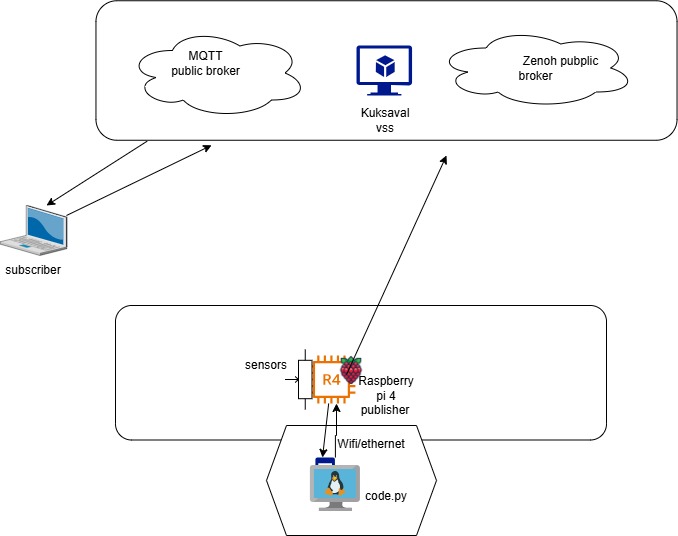 MQTT
public broker
Zenoh pubplic
broker
Kuksaval
vss
subscriber
sensors
R4
Raspberry
pi 4
publisher
Wifi/ethernet
code.py